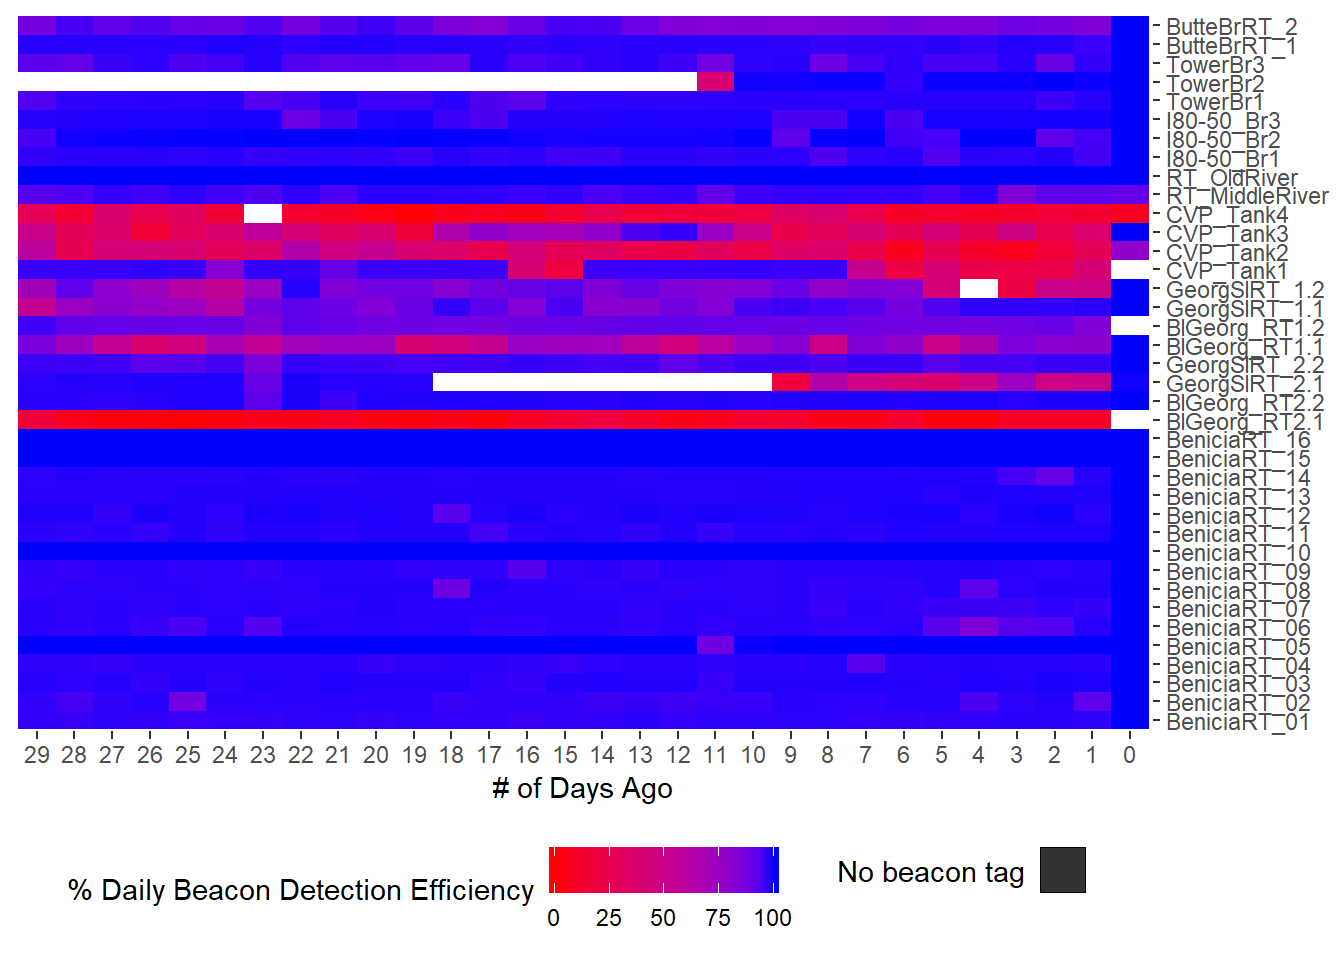 ButteBrRT_2
ButteBrRT_1
TowerBr3
TowerBr2
TowerBr1
I80-50_Br3
I80-50_Br2
I80-50_Br1
RT_OldRiver
RT_MiddleRiver
CVP_Tank4
CVP_Tank3
CVP_Tank2
CVP_Tank1
GeorgSlRT_1.2
GeorgSlRT_1.1
BlGeorg_RT1.2
BlGeorg_RT1.1
GeorgSlRT_2.2
GeorgSlRT_2.1
BlGeorg_RT2.2
BlGeorg_RT2.1
BeniciaRT_16
BeniciaRT_15
BeniciaRT_14
BeniciaRT_13
BeniciaRT_12
BeniciaRT_11
BeniciaRT_10
BeniciaRT_09
BeniciaRT_08
BeniciaRT_07
BeniciaRT_06
BeniciaRT_05
BeniciaRT_04
BeniciaRT_03
BeniciaRT_02
BeniciaRT_01
29 28 27 26 25 24 23 22 21 20 19 18 17 16 15 14 13 12 11 10 9 8 7 6 5 4 3 2 1 0
# of Days Ago
% Daily Beacon Detection Efficiency
0 25 50 75 100
No beacon tag